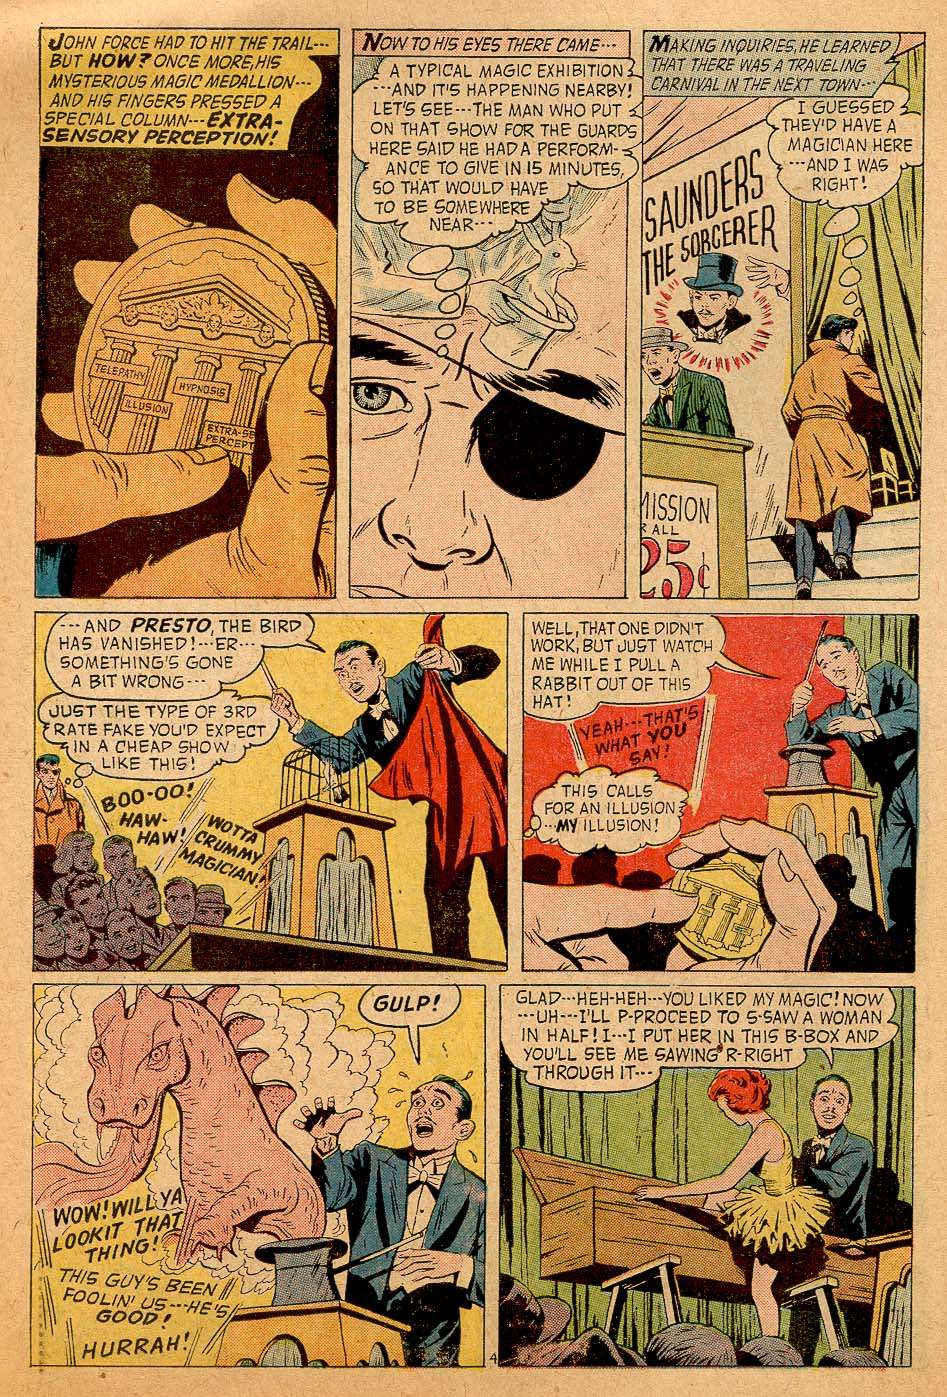 JOHN FORCE HAD TO HIT THE TRAIL---
BUT HOW? ONCE MORE, HIS
MYSTERIOUS MAGIC MEDALLION---
AND HIS FINGERS PRESSED A
SPECIAL COLUMN---EXTRA-
SENSORY PERCEPTION!
TELEPATHY
HYPNOSIS
ILLUSION
EXTRA-SE
PERCEPT
NOW TO HIS EYES THERE CAME---
A TYPICAL MAGIC EXHIBITION
---AND IT'S HAPPENING NEARBY!
LET'S SEE---THE MAN WHO PUT
ON THAT SHOW FOR THE GUARDS
HERE SAID HE HAD A PERFORM-
ANCE TO GIVE IN 15 MINUTES,
SO THAT WOULD HAVE
TO BE SOMEWHERE
NEAR---
MAKING INQUIRIES, HE LEARNED
THAT THERE WAS A TRAVELING
CARNIVAL IN THE NEXT TOWN---
I GUESSED
THEY'D HAVE A
MAGICIAN HERE
---AND I WAS
RIGHT!
SAUNDERS
THE SORCERER
MISSION
R ALL
25¢
---AND PRESTO, THE BIRD
HAS VANISHED!---ER---
SOMETHING'S GONE
A BIT WRONG---
JUST THE TYPE OF 3RD
RATE FAKE YOU'D EXPECT
IN A CHEAP SHOW
LIKE THIS!
BOO-OO!
HAW-
HAW!
WOTTA
CRUMMY
MAGICIAN!
WELL, THAT ONE DIDN'T
WORK, BUT JUST WATCH
ME WHILE I PULL A
RABBIT OUT OF THIS
HAT!
YEAH---THAT'S
WHAT YOU
SAY!
THIS CALLS
FOR AN ILLUSION
---MY ILLUSION!
GULP!
WOW! WILL YA
LOOKIT THAT
THING!
THIS GUY'S BEEN
FOOLIN' US---HE'S
GOOD!
HURRAH!
4
GLAD---HEH-HEH---YOU LIKED MY MAGIC! NOW
---UH---I'LL P-PROCEED TO S-SAW A WOMAN
IN HALF! I---I PUT HER IN THIS B-BOX AND
YOU'LL SEE ME SAWING R-RIGHT
THROUGH IT---